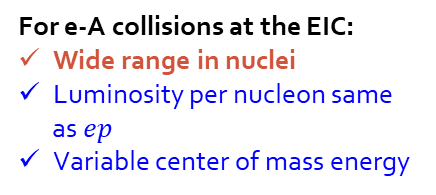 For e-A collisions at the EIC:
✓ Wide range in nuclei
✓ Luminosity per nucleon same
as ep
✓ Variable center of mass energy